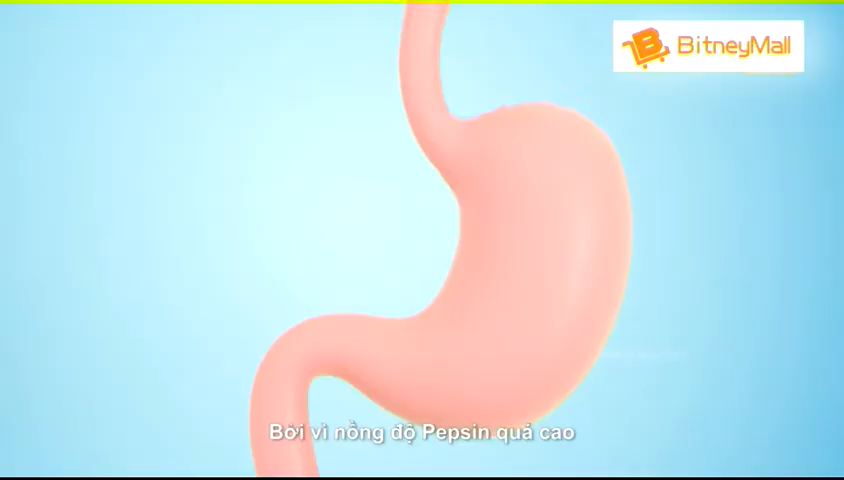 BitneyMall
Bởi vì nồng độ Pepsin quá cao